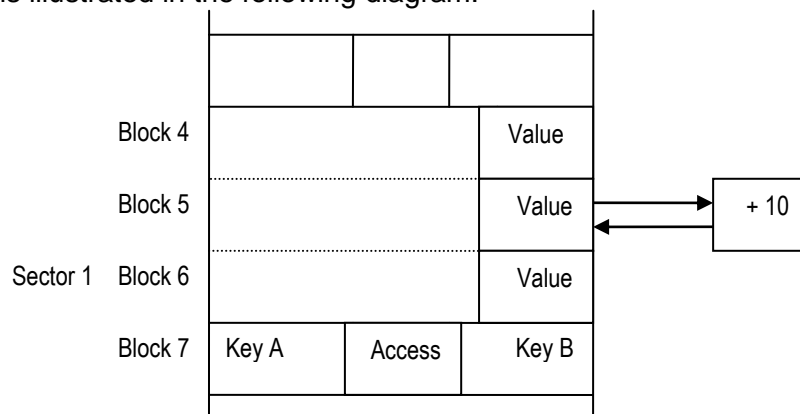 is illustrated in the following diagram.
Block 4 Value
Block 5 Value + 10
Sector 1 Block 6 Value
Block 7 Key A Access Key B